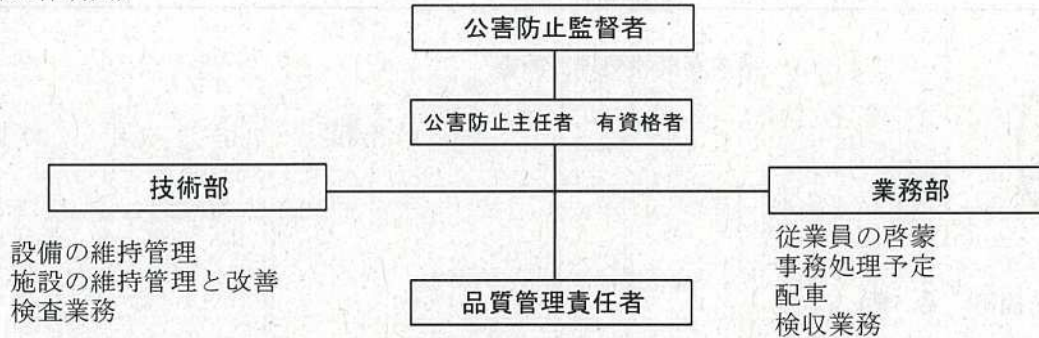 公害防止監督者
公害防止主任者 有資格者
技術部
業務部
設備の維持管理
施設の維持管理と改善
検査業務
従業員の啓蒙
事務処理予定
配車
検収業務
品質管理責任者